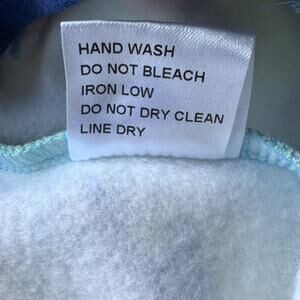 HAND WASH
DO NOT BLEACH
IRON LOW
DO NOT DRY CLEAN
LINE DRY